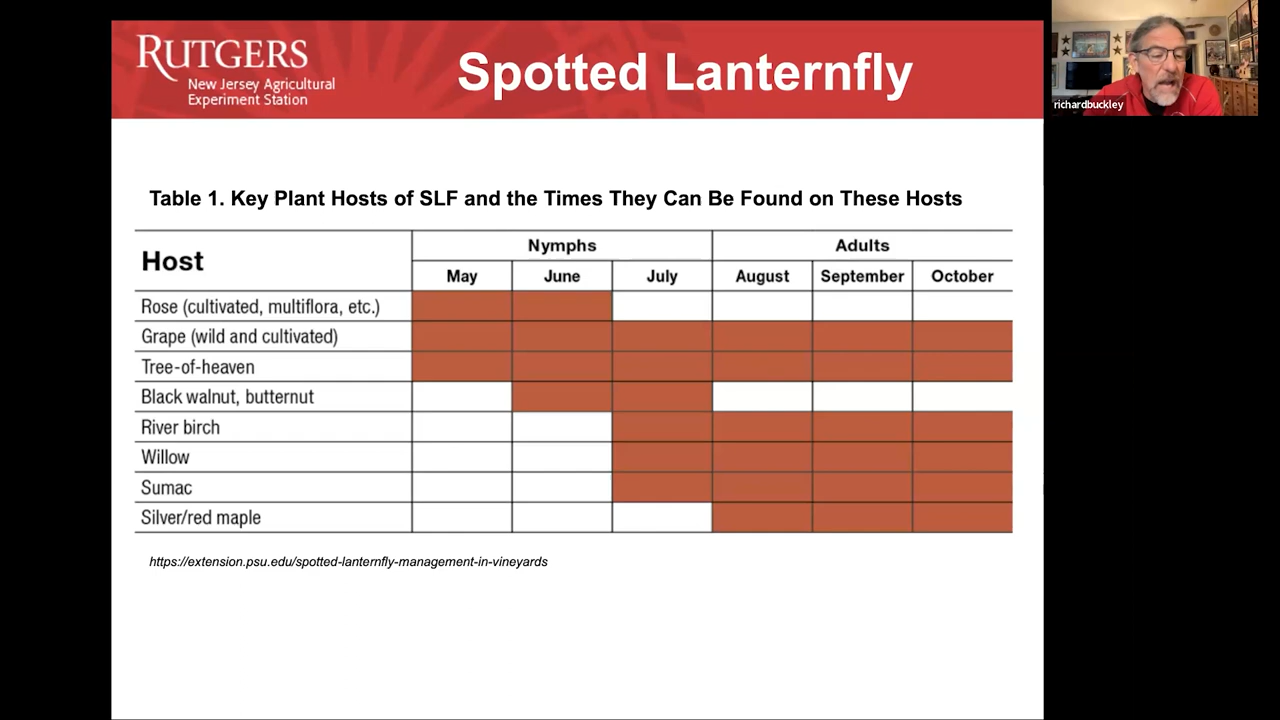 RUTGERS
New Jersey Agricultural
Experiment Station
Spotted Lanternfly
richardbuckley
Table 1. Key Plant Hosts of SLF and the Times They Can Be Found on These Hosts
Host
Nymphs
Adults
May
June
July
August
September
October
Rose (cultivated, multiflora, etc.)
Grape (wild and cultivated)
Tree-of-heaven
Black walnut, butternut
River birch
Willow
Sumac
Silver/red maple
https://extension.psu.edu/spotted-lanternfly-management-in-vineyards